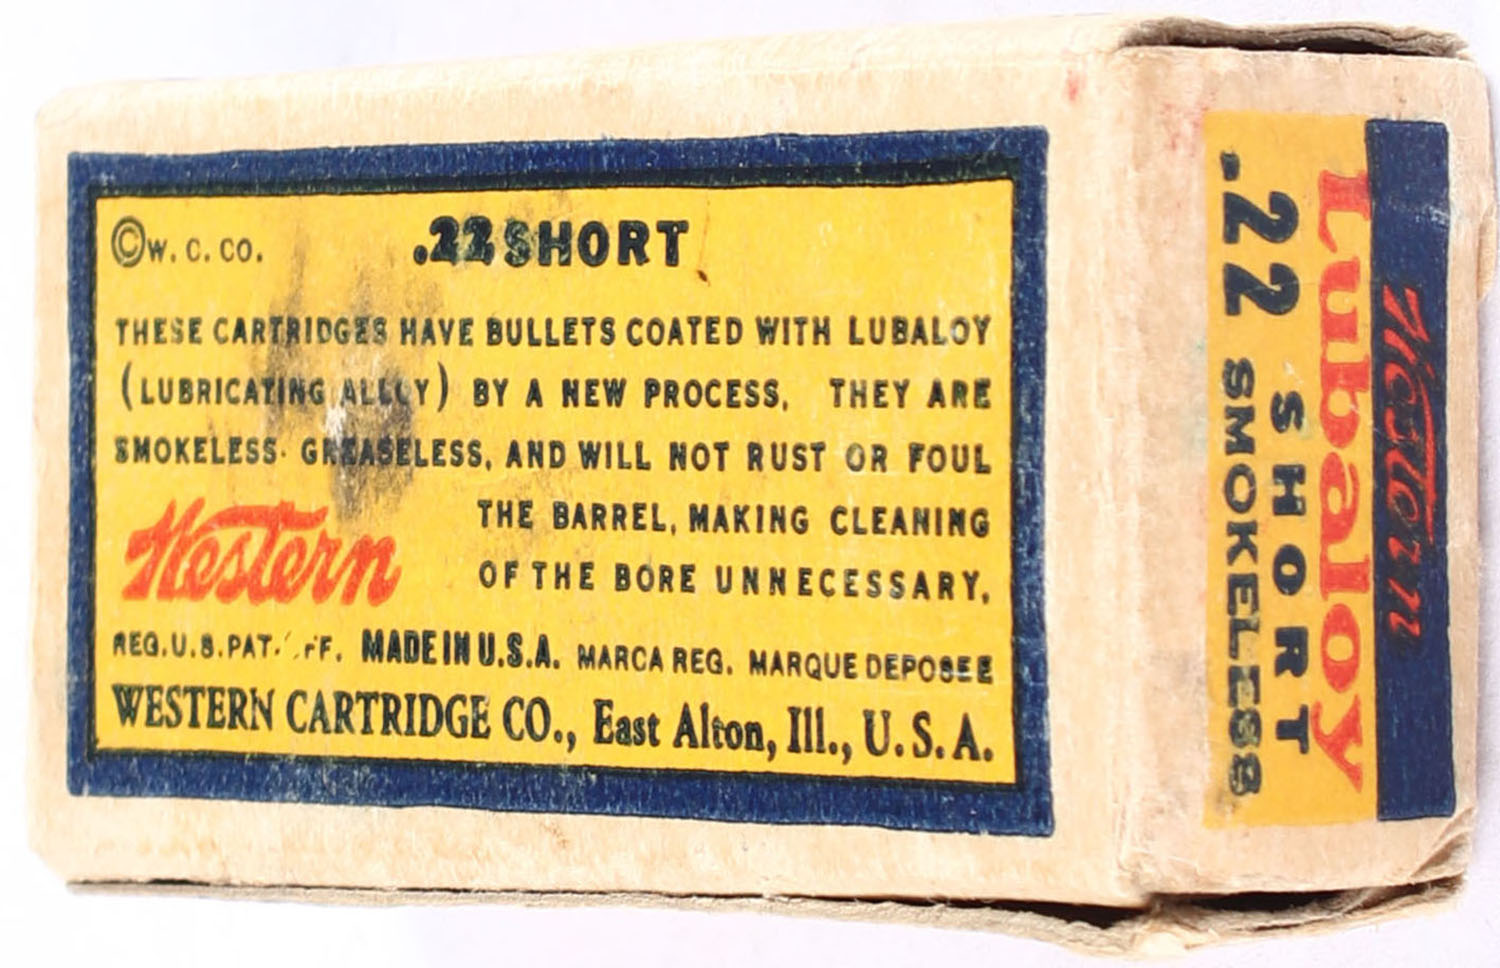 ©W. C. CO.
.22 SHORT
THESE CARTRIDGES HAVE BULLETS COATED WITH LUBALOY
(LUBRICATING ALLOY) BY A NEW PROCESS. THEY ARE
SMOKELESS. GREASELESS, AND WILL NOT RUST OR FOUL
THE BARREL, MAKING CLEANING
OF THE BORE UNNECESSARY.
Western
REG.U.S.PAT. MADE IN U.S.A. MARCA REG. MARQUE DEPOSEE
WESTERN CARTRIDGE CO., East Alton, Ill., U.S.A.
Western
Lubaloy
.22 SHORT
SMOKELESS